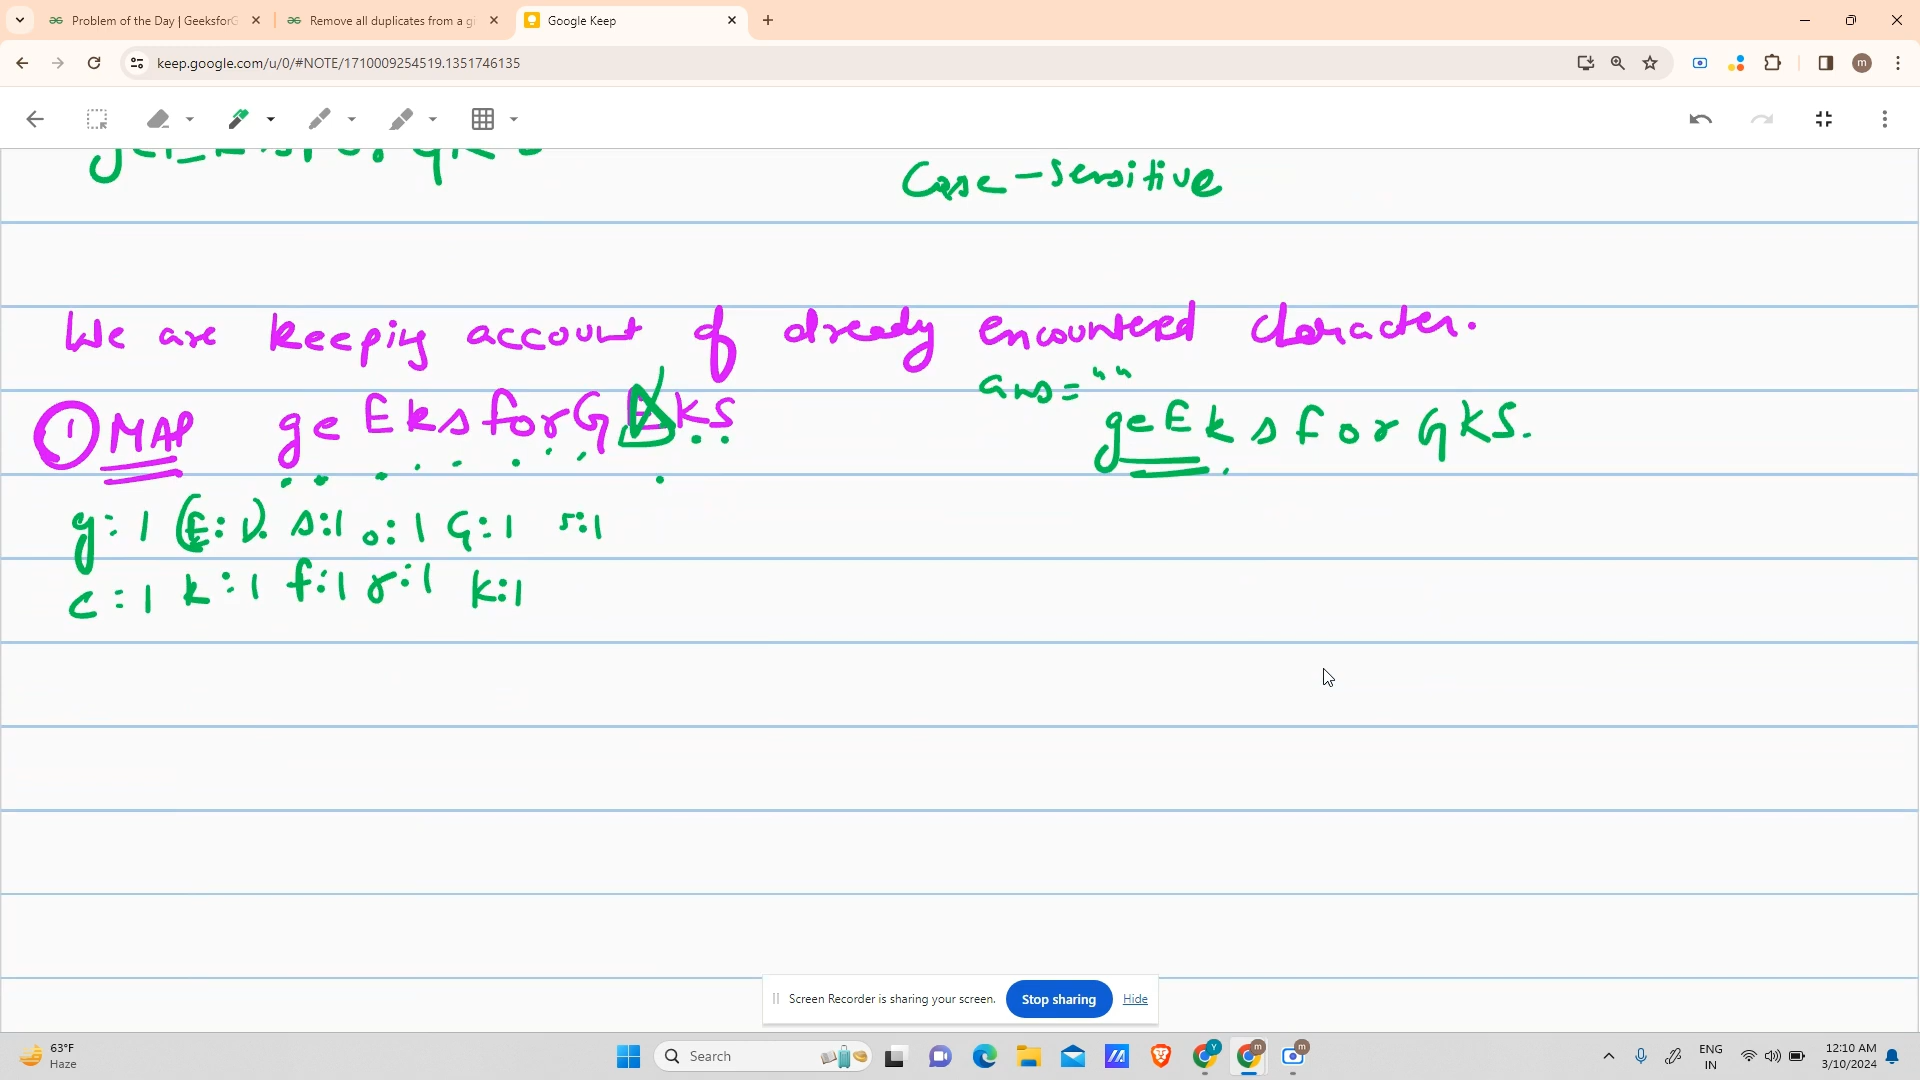 Problem of the Day | GeeksforG
Remove all duplicates from a gi
Google Keep
keep.google.com/u/0/#NOTE/1710009254519.1351746135
Case-sensitive
We are keeping account of already encountered character.
ans = " "
① MAP geEksforGEKS
geEksforGKS.
g:1 (E:1). s:1 o:1 G:1 S:1
e:1 k:1 f:1 r:1 K:1
Screen Recorder is sharing your screen. Stop sharing Hide
63°F
Haze
Search
ENG
IN
12:10 AM
3/10/2024